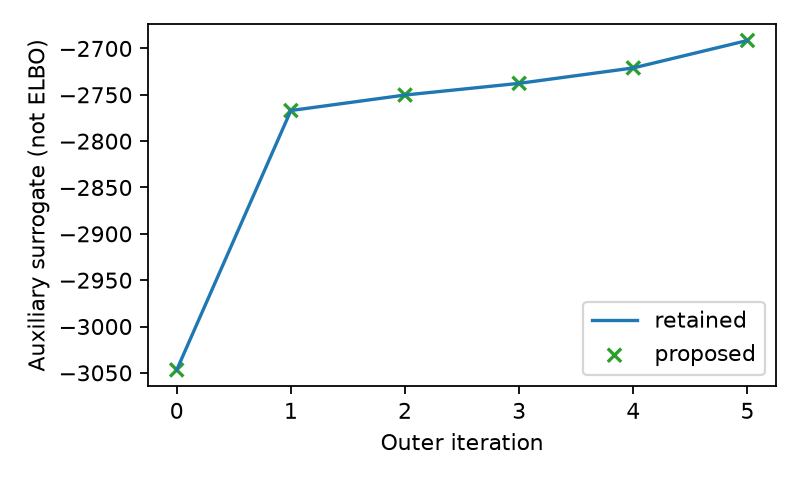 Auxiliary surrogate (not ELBO)
−2700
−2750
−2800
−2850
−2900
−2950
−3000
−3050
retained
proposed
0 1 2 3 4 5
Outer iteration